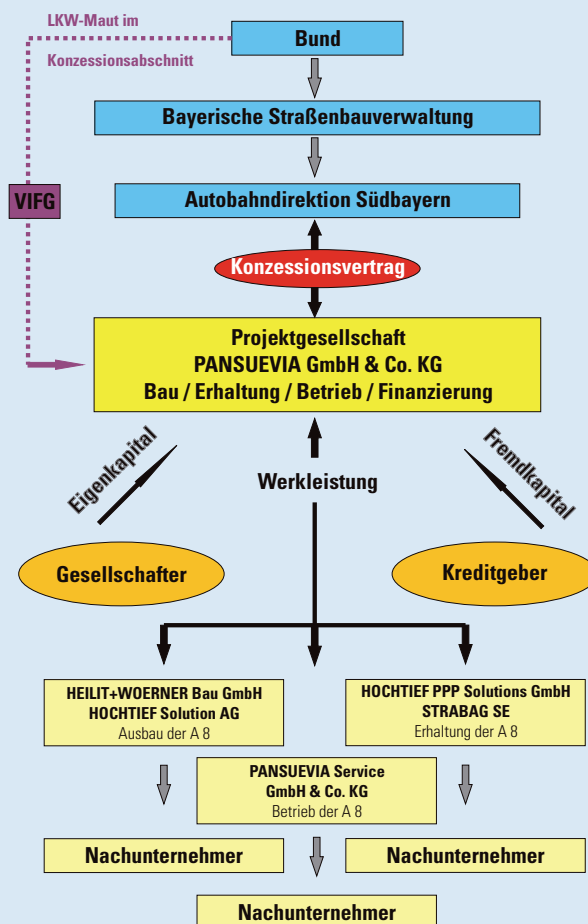 LKW-Maut im
Konzessionsabschnitt
Bund
Bayerische Straßenbauverwaltung
VIFG
Autobahndirektion Südbayern
Konzessionsvertrag
Projektgesellschaft
PANSUEVIA GmbH & Co. KG
Bau / Erhaltung / Betrieb / Finanzierung
Eigenkapital
Werkleistung
Fremdkapital
Gesellschafter
Kreditgeber
HEILIT+WOERNER Bau GmbH
HOCHTIEF Solution AG
Ausbau der A 8
HOCHTIEF PPP Solutions GmbH
STRABAG SE
Erhaltung der A 8
PANSUEVIA Service
GmbH & Co. KG
Betrieb der A 8
Nachunternehmer
Nachunternehmer
Nachunternehmer